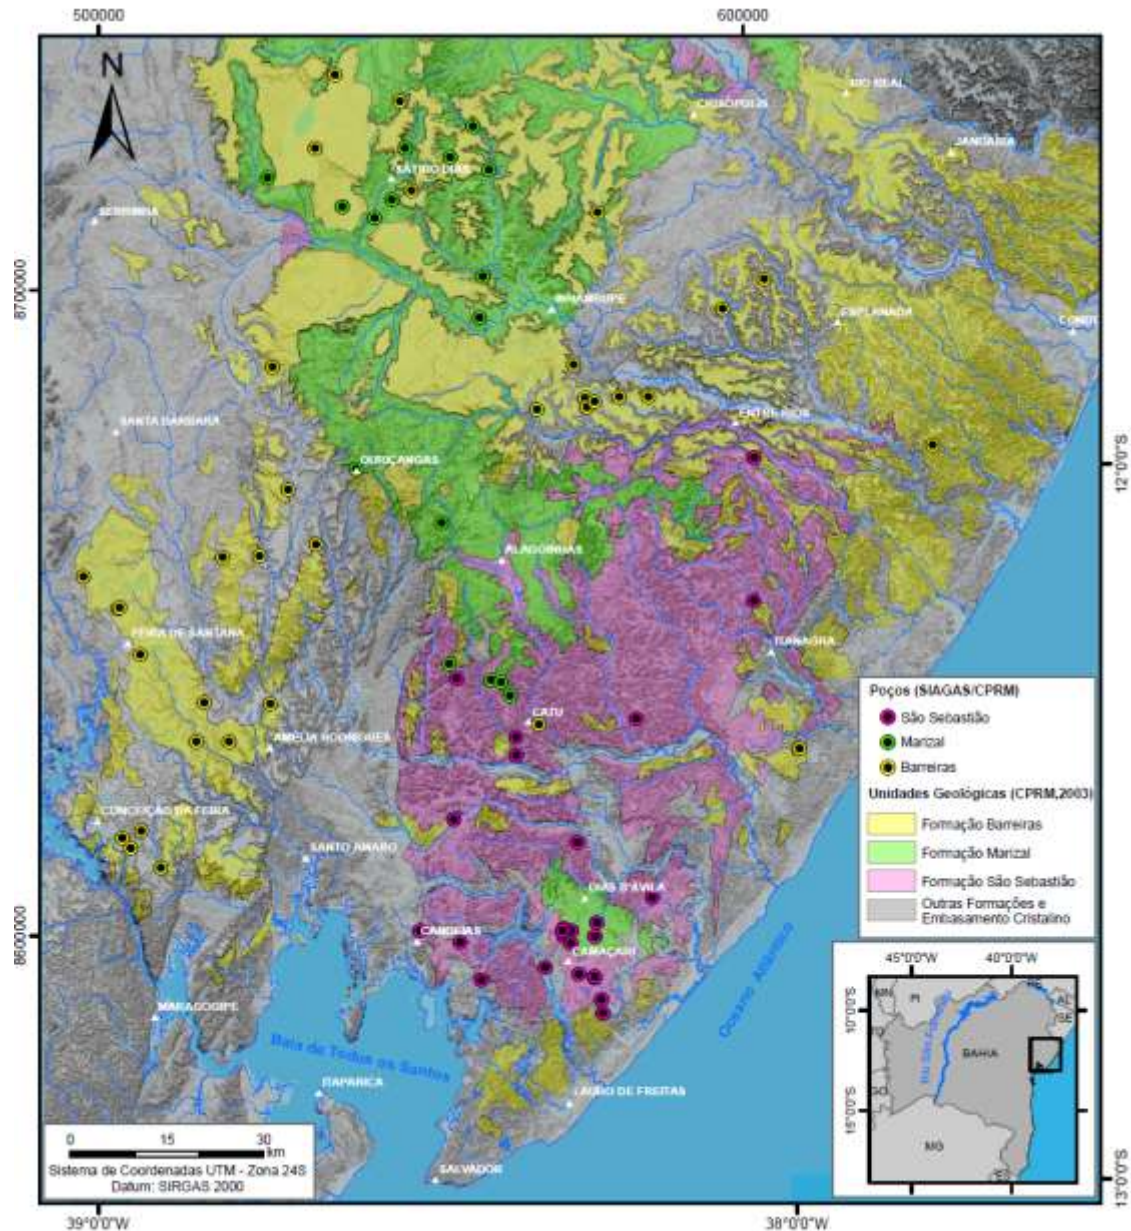 500000
600000
N
RIO REAL
CRISÓPOLIS
JANDAÍRA
SÁTIRO DIAS
SERRINHA
8700000
INHAMBUPE
ESPLANADA
CONDE
SANTA BÁRBARA
ENTRE RIOS
OURIÇANGAS
12°0'0"S
ALAGOINHAS
FEIRA DE SANTANA
ITANAGRA
Poços (SIAGAS/CPRM)
São Sebastião
Marizal
Barreiras
CATU
AMÉLIA RODRIGUES
Unidades Geológicas (CPRM,2003)
Formação Barreiras
Formação Marizal
Formação São Sebastião
Outras Formações e
Embasamento Cristalino
CONCEIÇÃO DA FEIRA
SANTO AMARO
DIAS D'ÁVILA
8600000
CANDEIAS
CAMAÇARI
Oceano Atlântico
MARAGOGIPE
Baia de Todos os Santos
ITAPARICA
LAURO DE FREITAS
SALVADOR
0 15 30
km
Sistema de Coordenadas UTM - Zona 24S
Datum: SIRGAS 2000
45°0'0"W
40°0'0"W
PI
AL
SE
10°0'0"S
BAHIA
GO
15°0'0"S
MG
ES
13°0'0"S
39°0'0"W
38°0'0"W